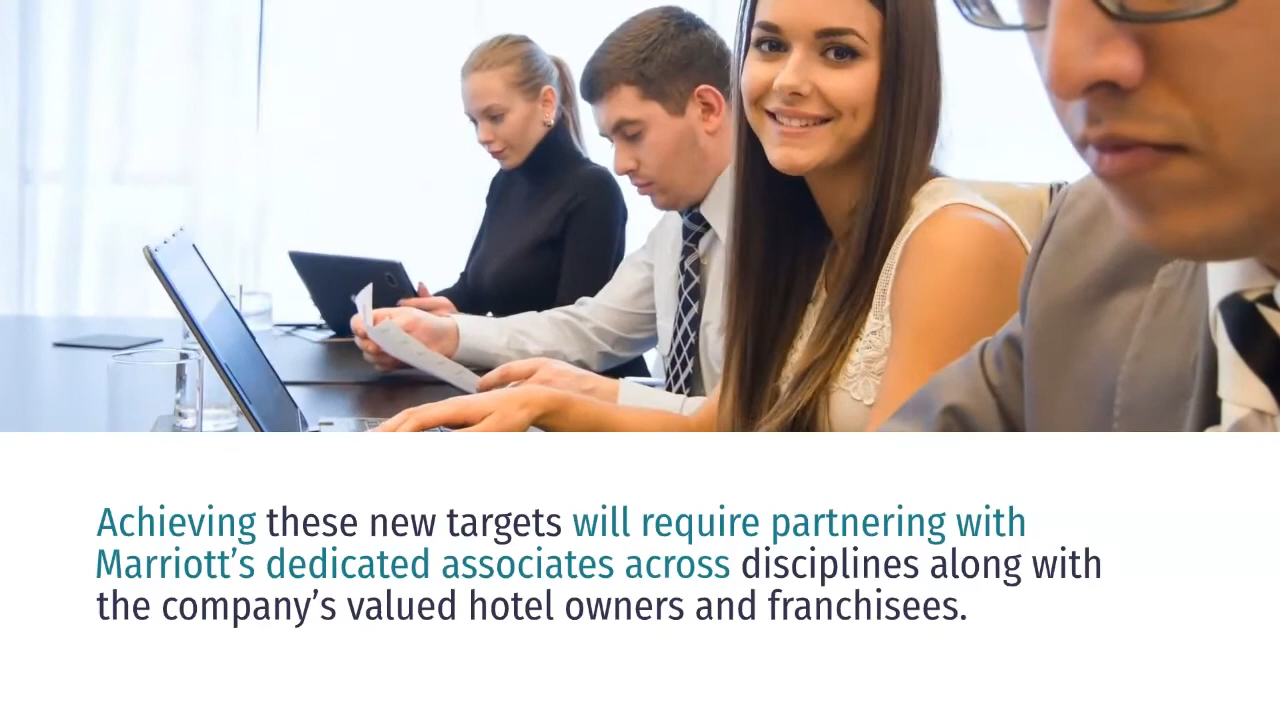 Achieving these new targets will require partnering with
Marriott’s dedicated associates across disciplines along with
the company’s valued hotel owners and franchisees.